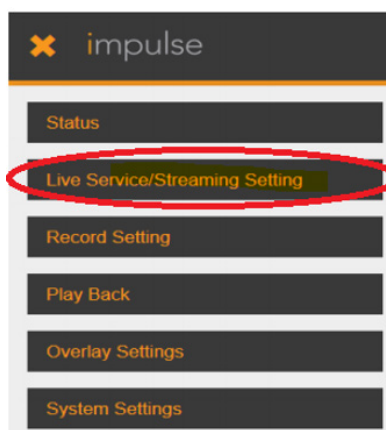 impulse
Status
Live Service/Streaming Setting
Record Setting
Play Back
Overlay Settings
System Settings